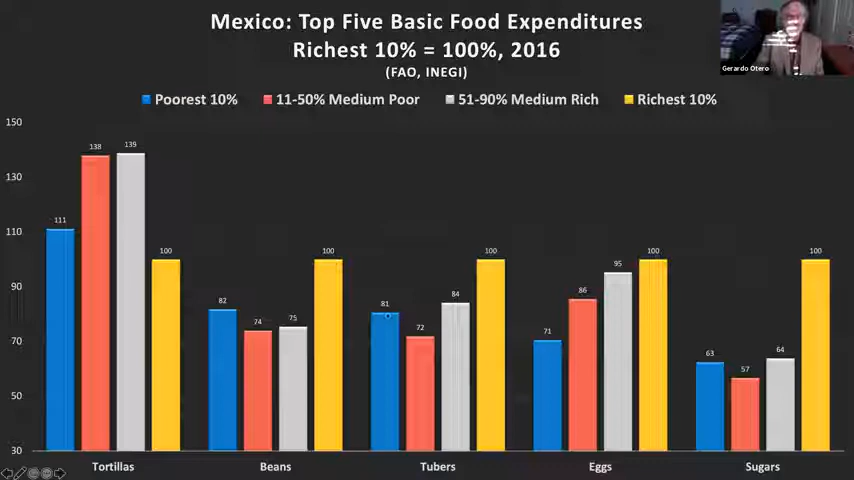 Mexico: Top Five Basic Food Expenditures
Richest 10% = 100%, 2016
(FAO, INEGI)
Gerardo Otero
Poorest 10% 11-50% Medium Poor 51-90% Medium Rich Richest 10%
150
130
110
90
70
50
30
111 138 139 100
82 74 75 100
81 72 84 100
71 86 95 100
63 57 64 100
Tortillas Beans Tubers Eggs Sugars